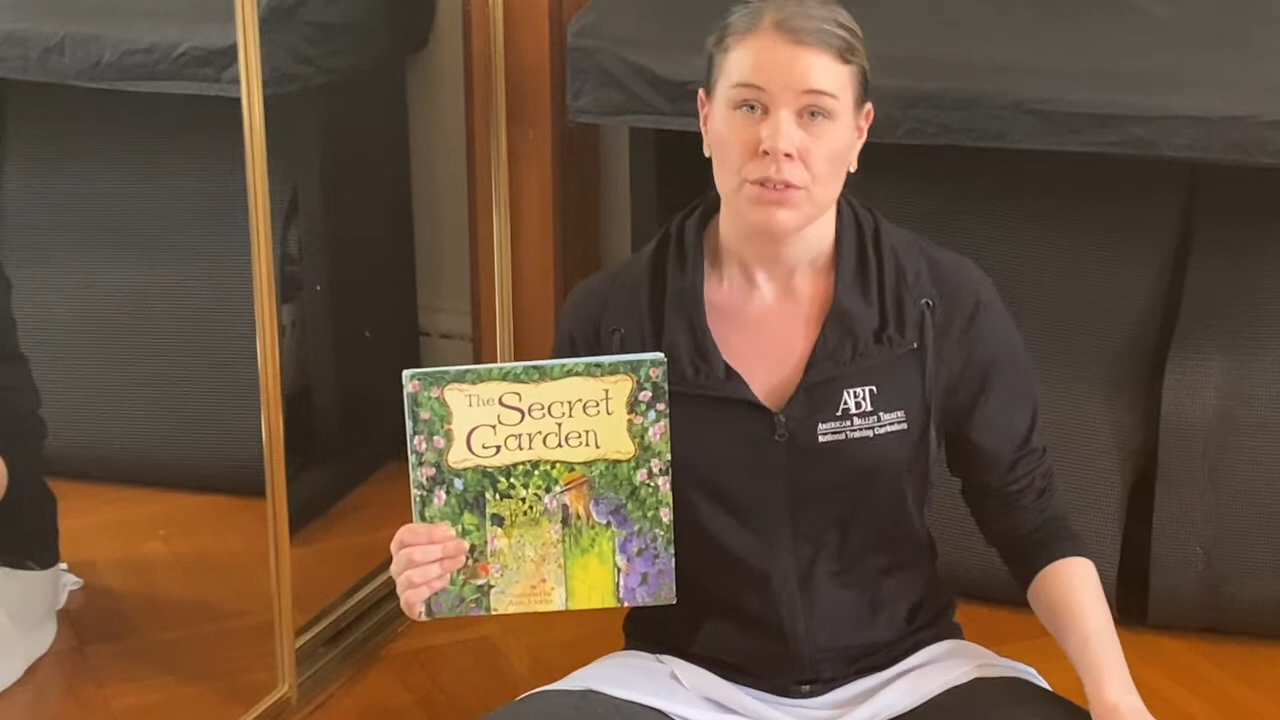 The Secret
Garden
ABT
AMERICAN BALLET THEATRE
National Training Curriculum